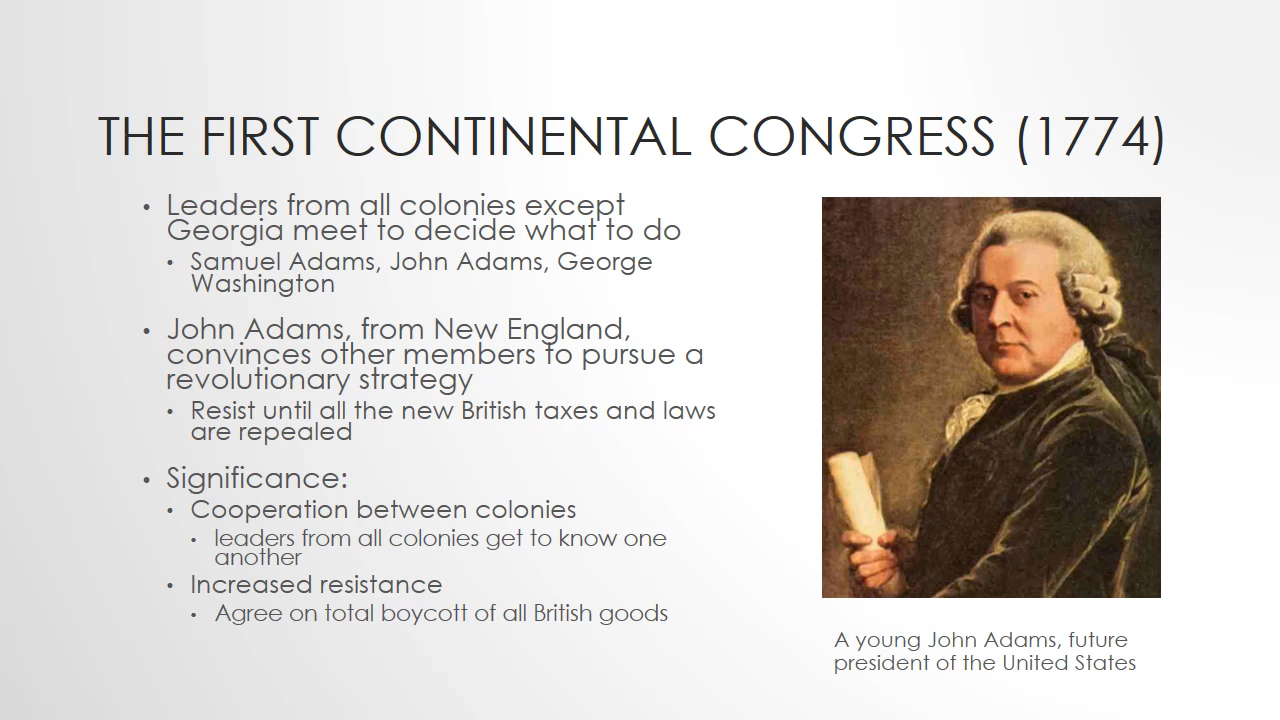 THE FIRST CONTINENTAL CONGRESS (1774)
• Leaders from all colonies except
Georgia meet to decide what to do
• Samuel Adams, John Adams, George
Washington
• John Adams, from New England,
convinces other members to pursue a
revolutionary strategy
• Resist until all the new British taxes and laws
are repealed
• Significance:
• Cooperation between colonies
• leaders from all colonies get to know one
another
• Increased resistance
• Agree on total boycott of all British goods
A young John Adams, future
president of the United States